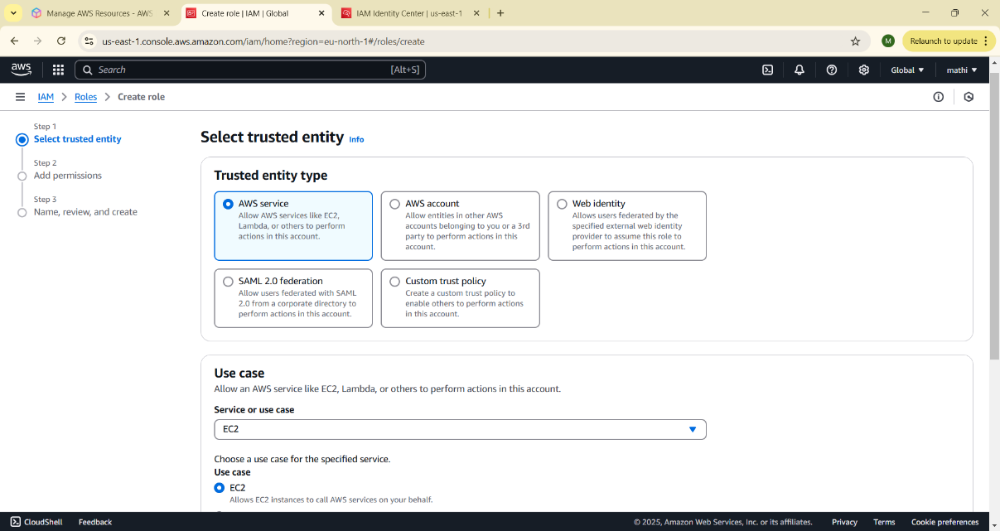 Manage AWS Resources - AWS
Create role | IAM | Global
IAM Identity Center | us-east-1
us-east-1.console.aws.amazon.com/iam/home?region=eu-north-1#/roles/create
M
Relaunch to update
aws
Search
[Alt+S]
Global
mathi
IAM
Roles
Create role
Step 1
Select trusted entity
Step 2
Add permissions
Step 3
Name, review, and create
Select trusted entity Info
Trusted entity type
AWS service
Allow AWS services like EC2,
Lambda, or others to perform
actions in this account.
AWS account
Allow entities in other AWS
accounts belonging to you or a 3rd
party to perform actions in this
account.
Web identity
Allows users federated by the
specified external web identity
provider to assume this role to
perform actions in this account.
SAML 2.0 federation
Allow users federated with SAML
2.0 from a corporate directory to
perform actions in this account.
Custom trust policy
Create a custom trust policy to
enable others to perform actions
in this account.
Use case
Allow an AWS service like EC2, Lambda, or others to perform actions in this account.
Service or use case
EC2
Choose a use case for the specified service.
Use case
EC2
Allows EC2 instances to call AWS services on your behalf.
CloudShell
Feedback
© 2025, Amazon Web Services, Inc. or its affiliates.
Privacy
Terms
Cookie preferences